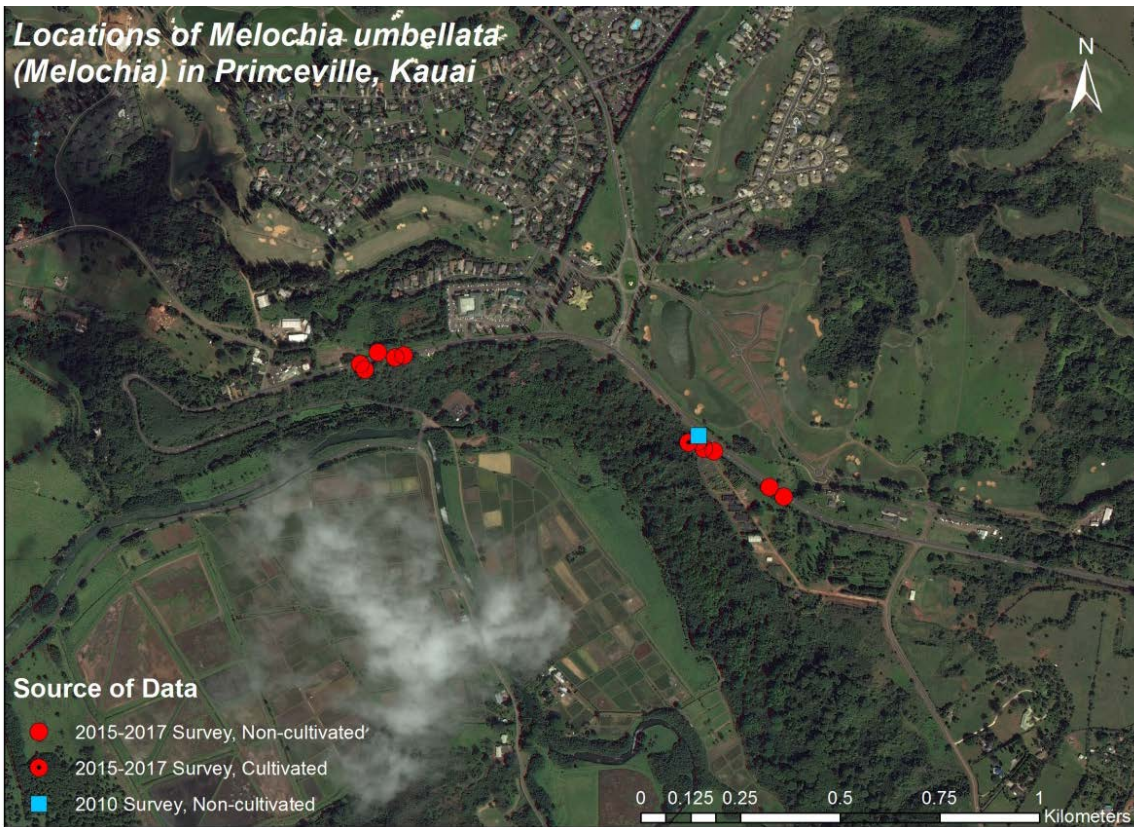 Locations of Melochia umbellata
(Melochia) in Princeville, Kauai
N
Source of Data
2015-2017 Survey, Non-cultivated
2015-2017 Survey, Cultivated
2010 Survey, Non-cultivated
0 0.125 0.25 0.5 0.75 1
Kilometers